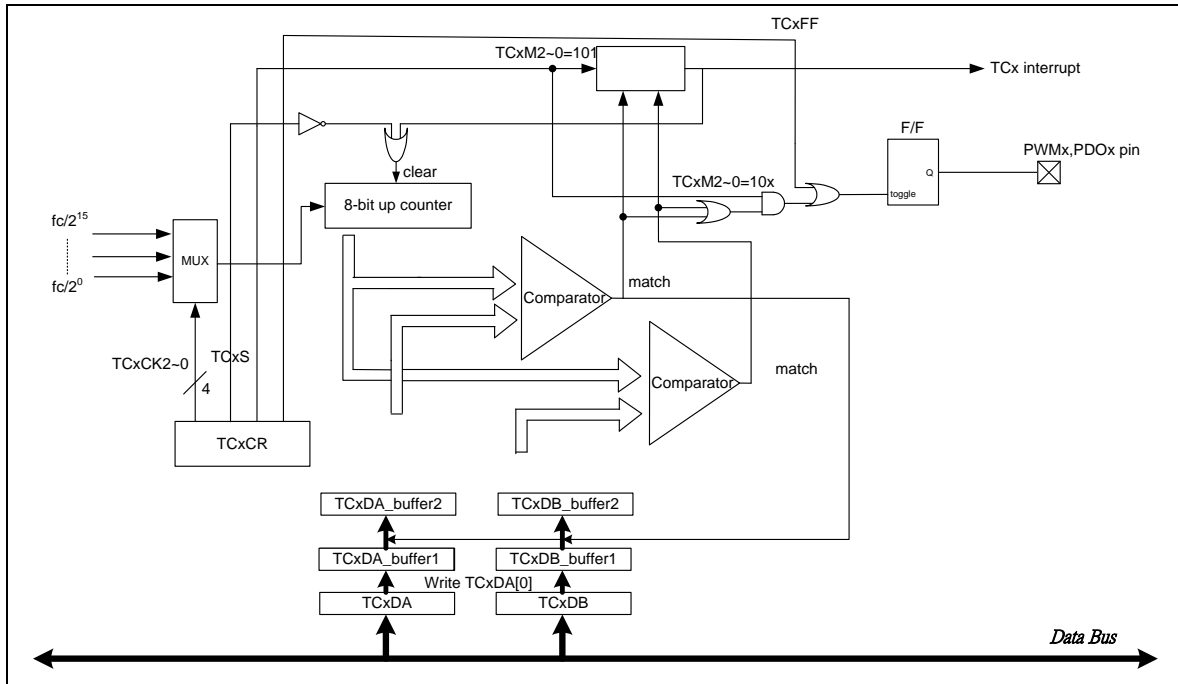 TCxFF
TCxM2~0=101
TCx interrupt
F/F
PWMx,PDOx pin
Q
toggle
clear
TCxM2~0=10x
8-bit up counter
fc/2¹⁵
MUX
fc/2⁰
Comparator
match
TCxCK2~0
TCxS
4
Comparator
match
TCxCR
TCxDA_buffer2
TCxDB_buffer2
TCxDA_buffer1
TCxDB_buffer1
Write TCxDA[0]
TCxDA
TCxDB
Data Bus